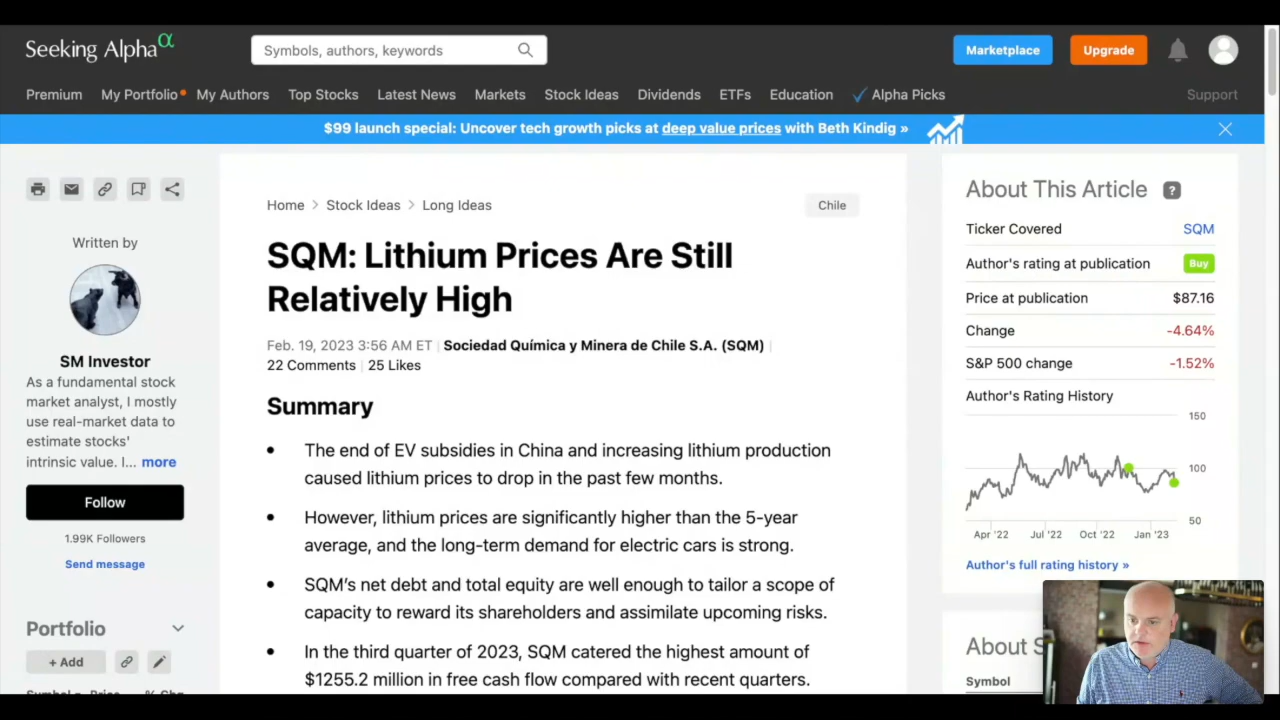 Seeking Alpha α
Symbols, authors, keywords
Marketplace
Upgrade
Premium
My Portfolio
My Authors
Top Stocks
Latest News
Markets
Stock Ideas
Dividends
ETFs
Education
Alpha Picks
Support
$99 launch special: Uncover tech growth picks at deep value prices with Beth Kindig »
Written by
SM Investor
As a fundamental stock
market analyst, I mostly
use real-market data to
estimate stocks'
intrinsic value. I... more
Follow
1.99K Followers
Send message
Portfolio
+ Add
Home > Stock Ideas > Long Ideas
Chile
SQM: Lithium Prices Are Still
Relatively High
Feb. 19, 2023 3:56 AM ET | Sociedad Química y Minera de Chile S.A. (SQM) |
22 Comments | 25 Likes
Summary
• The end of EV subsidies in China and increasing lithium production
caused lithium prices to drop in the past few months.
• However, lithium prices are significantly higher than the 5-year
average, and the long-term demand for electric cars is strong.
• SQM's net debt and total equity are well enough to tailor a scope of
capacity to reward its shareholders and assimilate upcoming risks.
• In the third quarter of 2023, SQM catered the highest amount of
$1255.2 million in free cash flow compared with recent quarters.
About This Article ?
Ticker Covered SQM
Author's rating at publication Buy
Price at publication $87.16
Change -4.64%
S&P 500 change -1.52%
Author's Rating History
150
100
50
Apr '22 Jul '22 Oct '22 Jan '23
Author's full rating history »
About S
Symbol